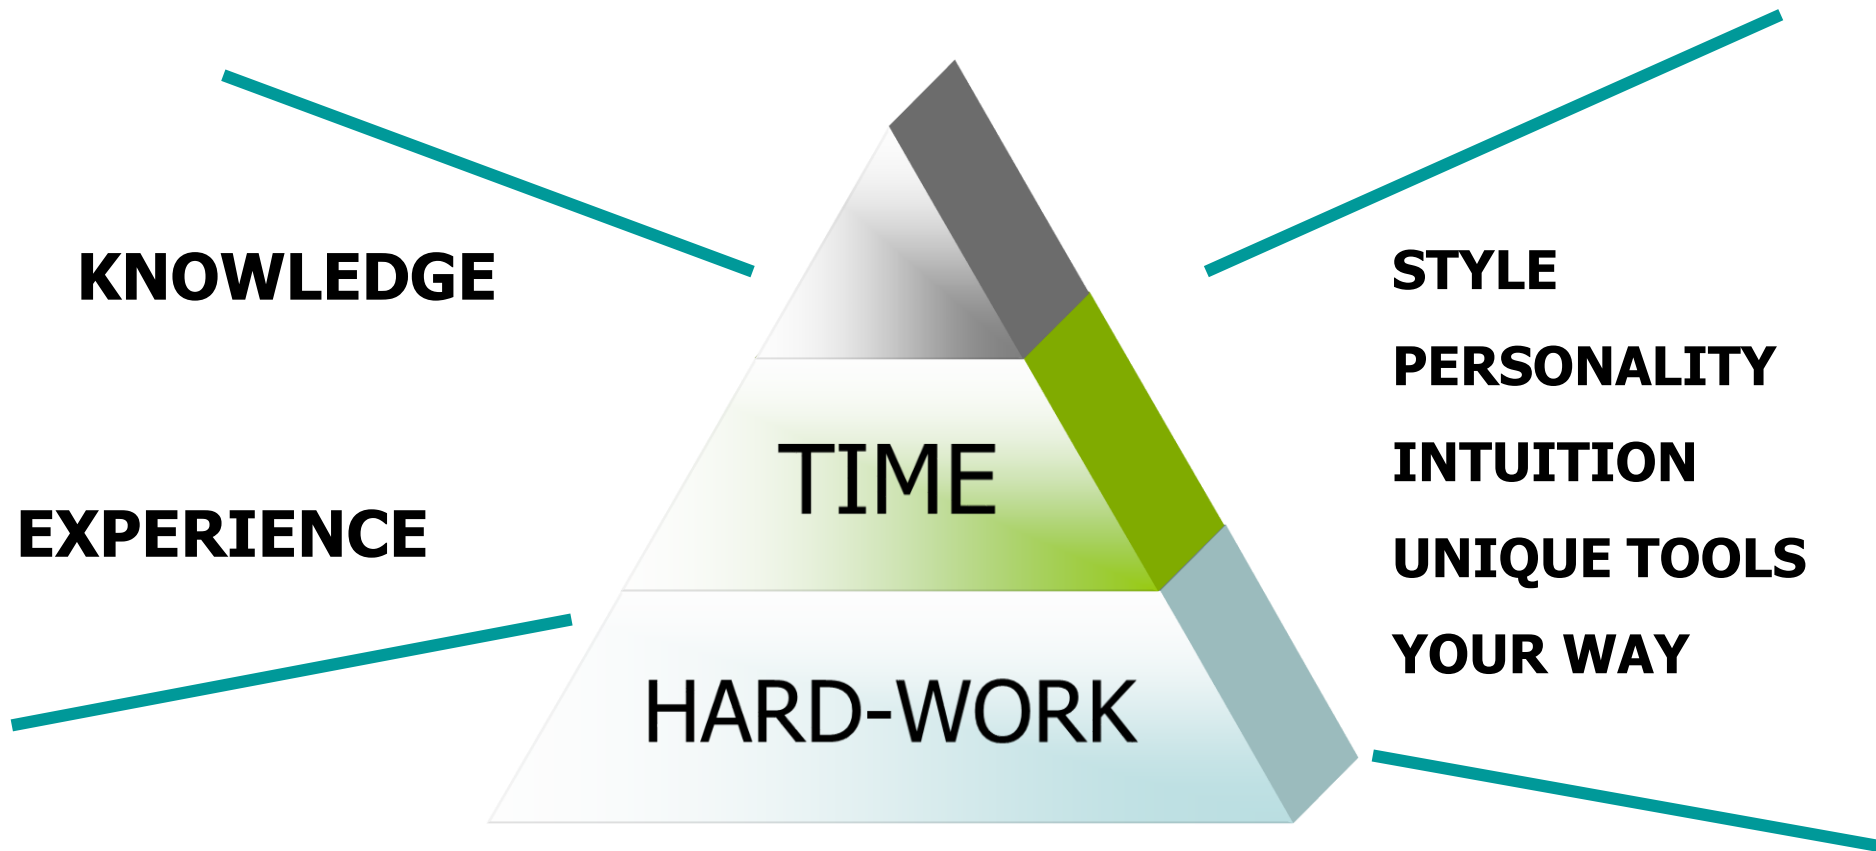 KNOWLEDGE
EXPERIENCE
TIME
HARD-WORK
STYLE
PERSONALITY
INTUITION
UNIQUE TOOLS
YOUR WAY